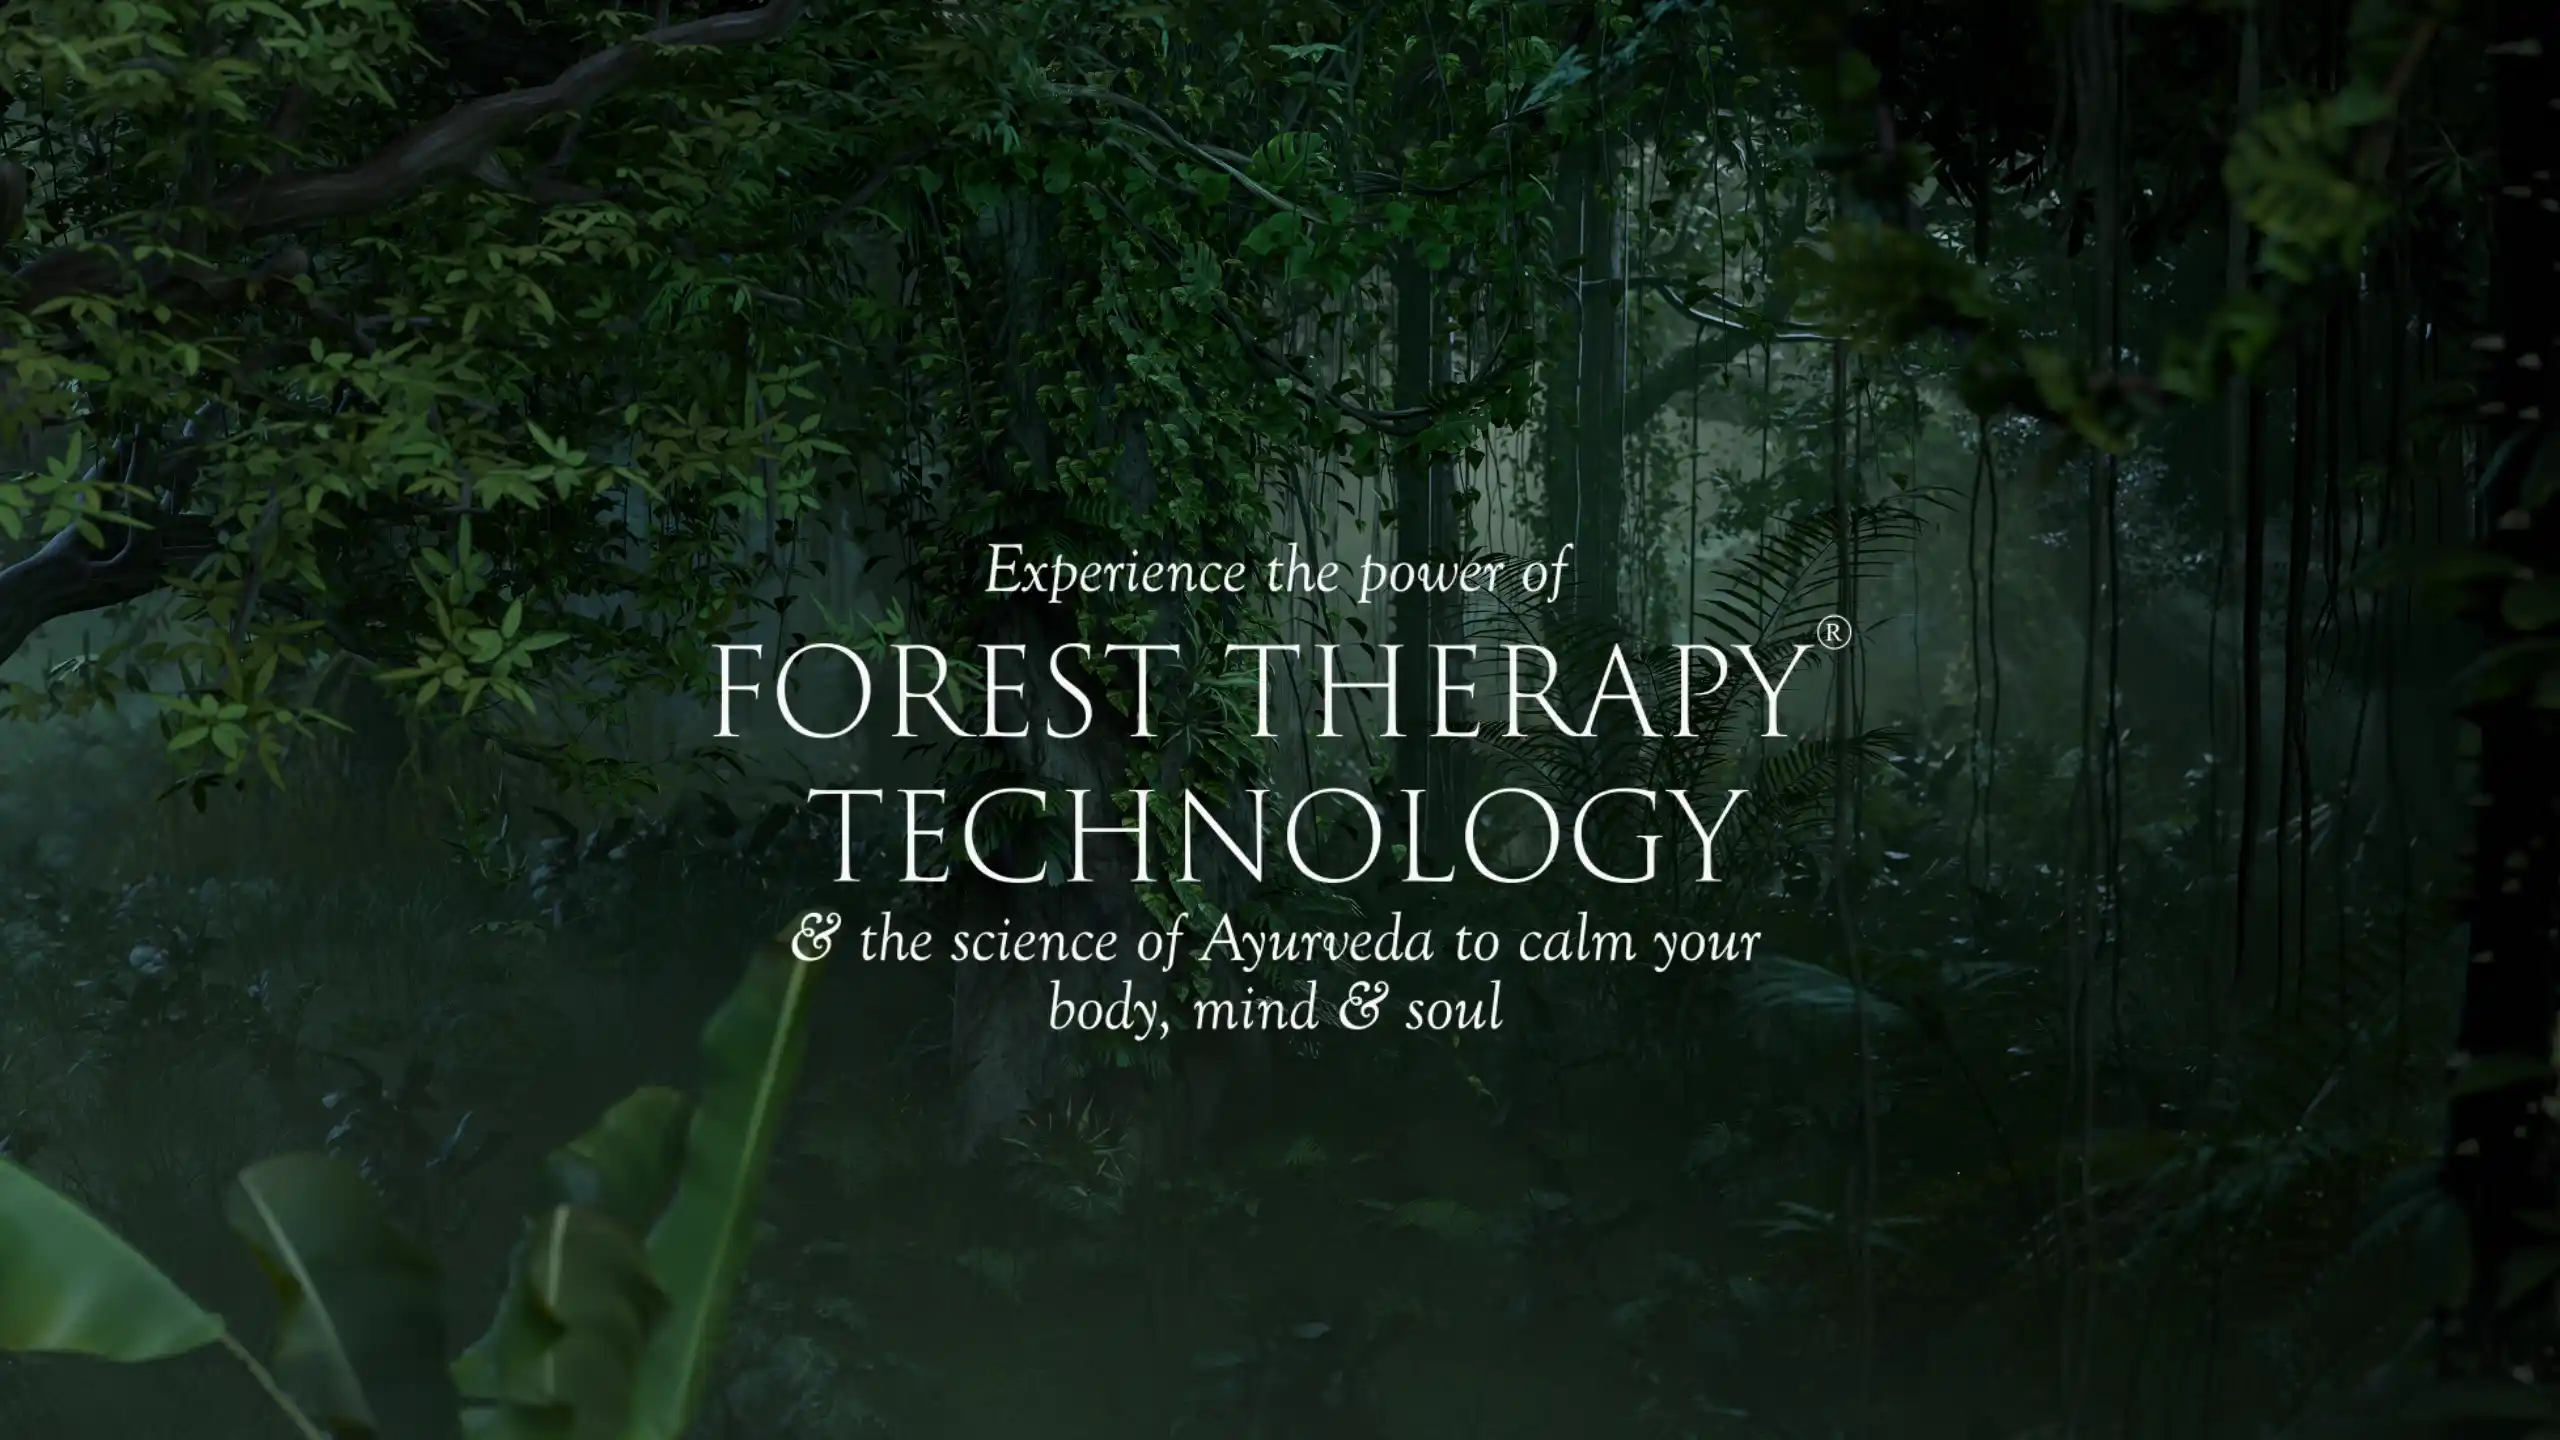 Experience the power of
FOREST THERAPY®
TECHNOLOGY
& the science of Ayurveda to calm your
body, mind & soul